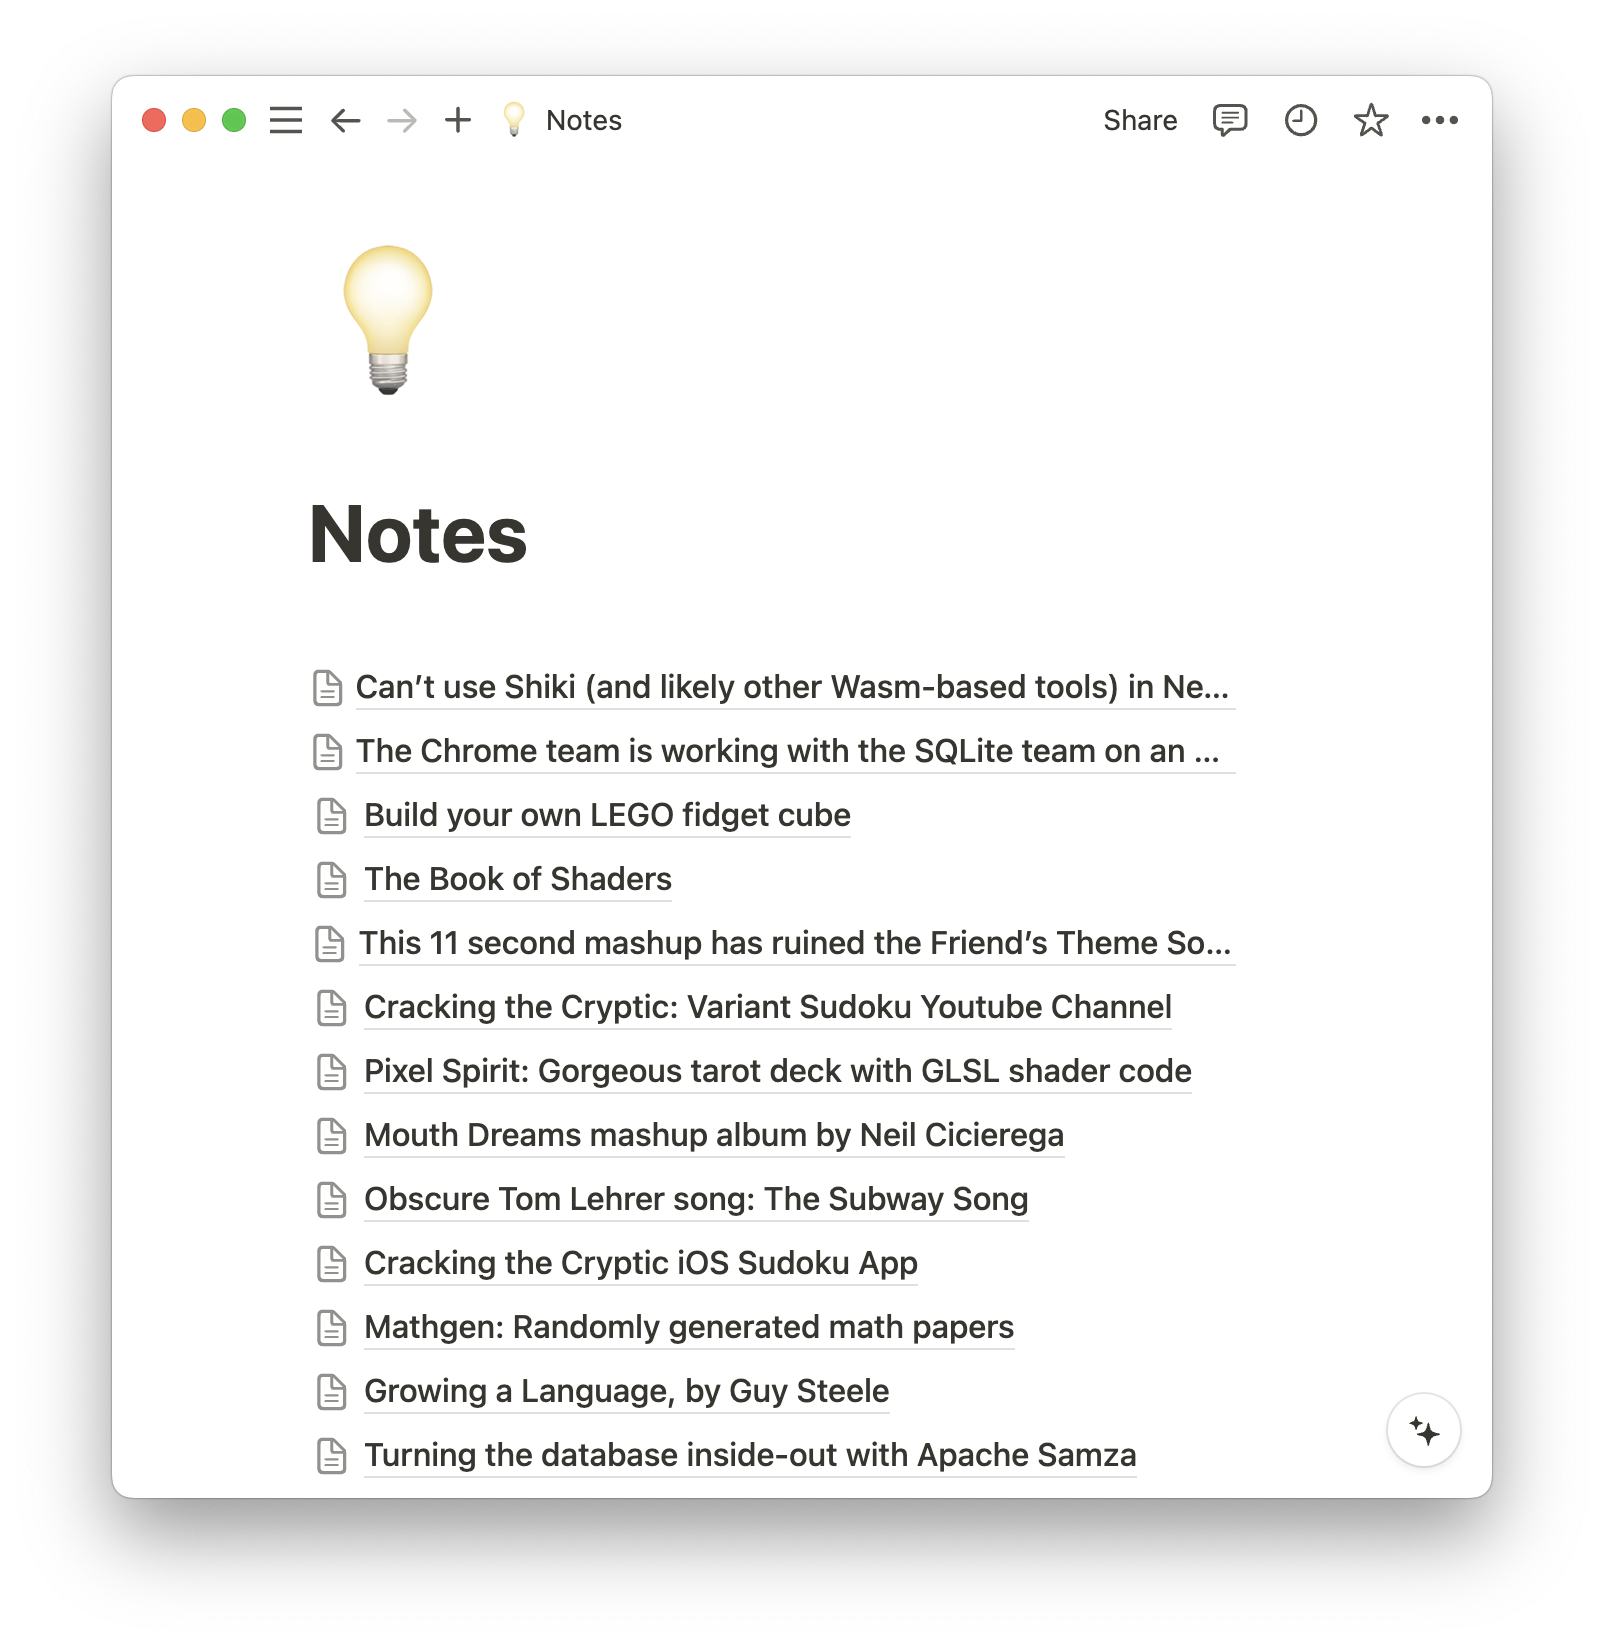 Notes
Share
Notes
Can’t use Shiki (and likely other Wasm-based tools) in Ne...
The Chrome team is working with the SQLite team on an ...
Build your own LEGO fidget cube
The Book of Shaders
This 11 second mashup has ruined the Friend’s Theme So...
Cracking the Cryptic: Variant Sudoku Youtube Channel
Pixel Spirit: Gorgeous tarot deck with GLSL shader code
Mouth Dreams mashup album by Neil Cicierega
Obscure Tom Lehrer song: The Subway Song
Cracking the Cryptic iOS Sudoku App
Mathgen: Randomly generated math papers
Growing a Language, by Guy Steele
Turning the database inside-out with Apache Samza